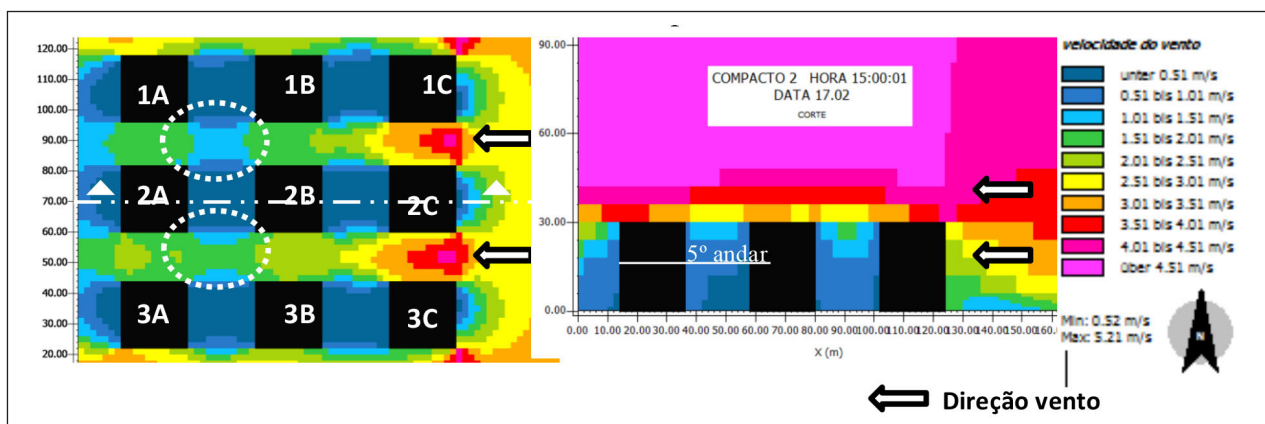 120.00
110.00
100.00
90.00
80.00
70.00
60.00
50.00
40.00
30.00
20.00
1A 1B 1C
2A 2B 2C
3A 3B 3C
90.00
60.00
30.00
0.00
COMPACTO 2 HORA 15:00:01
DATA 17.02
CORTE
5º andar
0.00 10.00 20.00 30.00 40.00 50.00 60.00 70.00 80.00 90.00 100.00 110.00 120.00 130.00 140.00 150.00 160.0
X (m)
velocidade do vento
unter 0.51 m/s
0.51 bis 1.01 m/s
1.01 bis 1.51 m/s
1.51 bis 2.01 m/s
2.01 bis 2.51 m/s
2.51 bis 3.01 m/s
3.01 bis 3.51 m/s
3.51 bis 4.01 m/s
4.01 bis 4.51 m/s
über 4.51 m/s
Min: 0.52 m/s
Max: 5.21 m/s
N
Direção vento